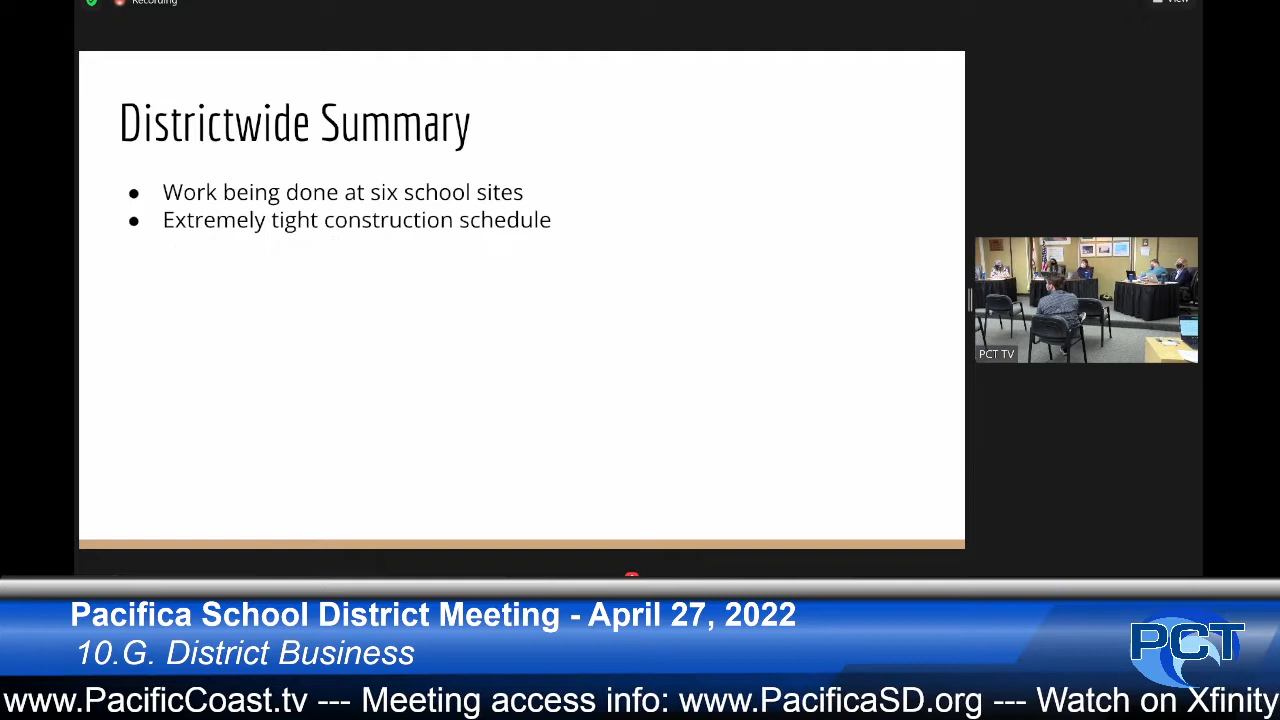 Recording
View
Districtwide Summary
● Work being done at six school sites
● Extremely tight construction schedule
PCT TV
Pacifica School District Meeting - April 27, 2022
10.G. District Business
PCT
www.PacificCoast.tv --- Meeting access info: www.PacificaSD.org --- Watch on Xfinity